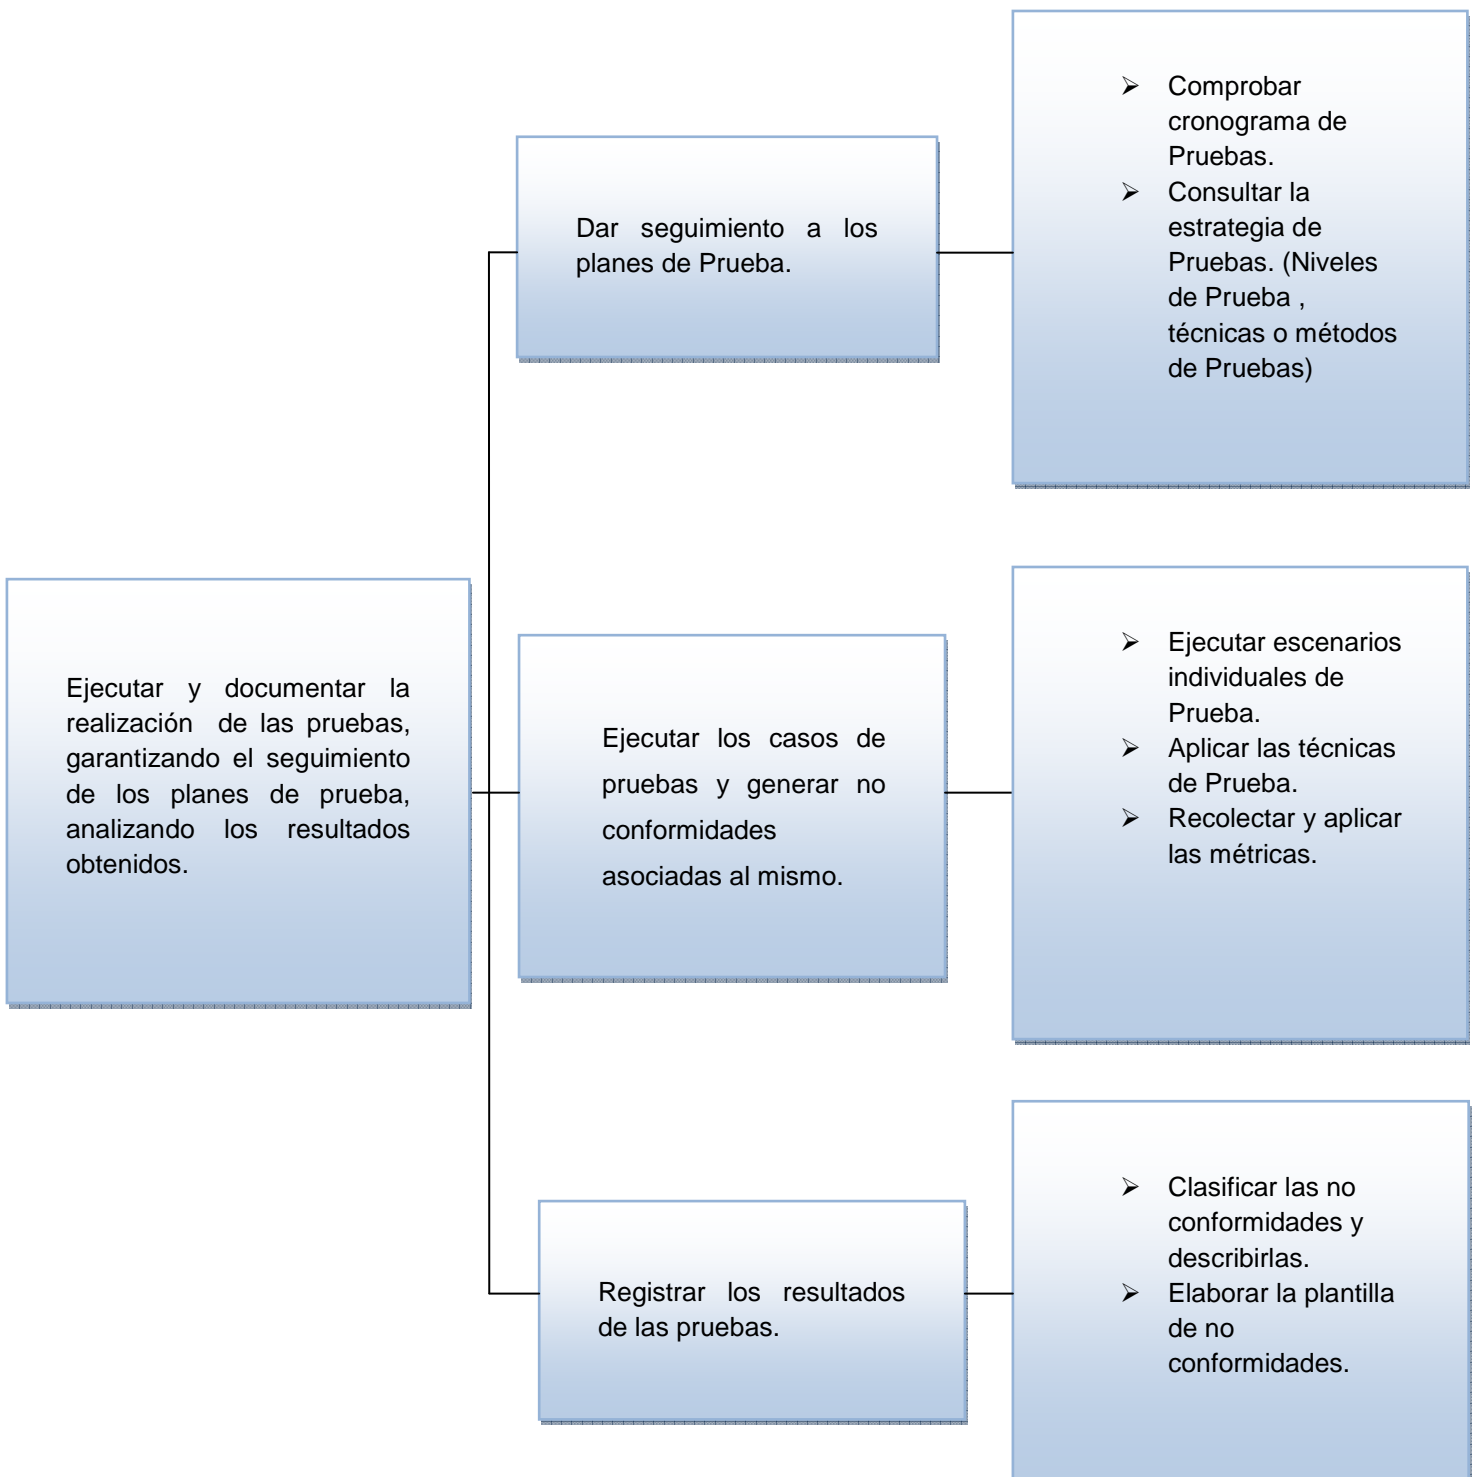 Ejecutar y documentar la
realización de las pruebas,
garantizando el seguimiento
de los planes de prueba,
analizando los resultados
obtenidos.
Dar seguimiento a los
planes de Prueba.
➢ Comprobar
cronograma de
Pruebas.
➢ Consultar la
estrategia de
Pruebas. (Niveles
de Prueba ,
técnicas o métodos
de Pruebas)
Ejecutar los casos de
pruebas y generar no
conformidades
asociadas al mismo.
➢ Ejecutar escenarios
individuales de
Prueba.
➢ Aplicar las técnicas
de Prueba.
➢ Recolectar y aplicar
las métricas.
Registrar los resultados
de las pruebas.
➢ Clasificar las no
conformidades y
describirlas.
➢ Elaborar la plantilla
de no
conformidades.